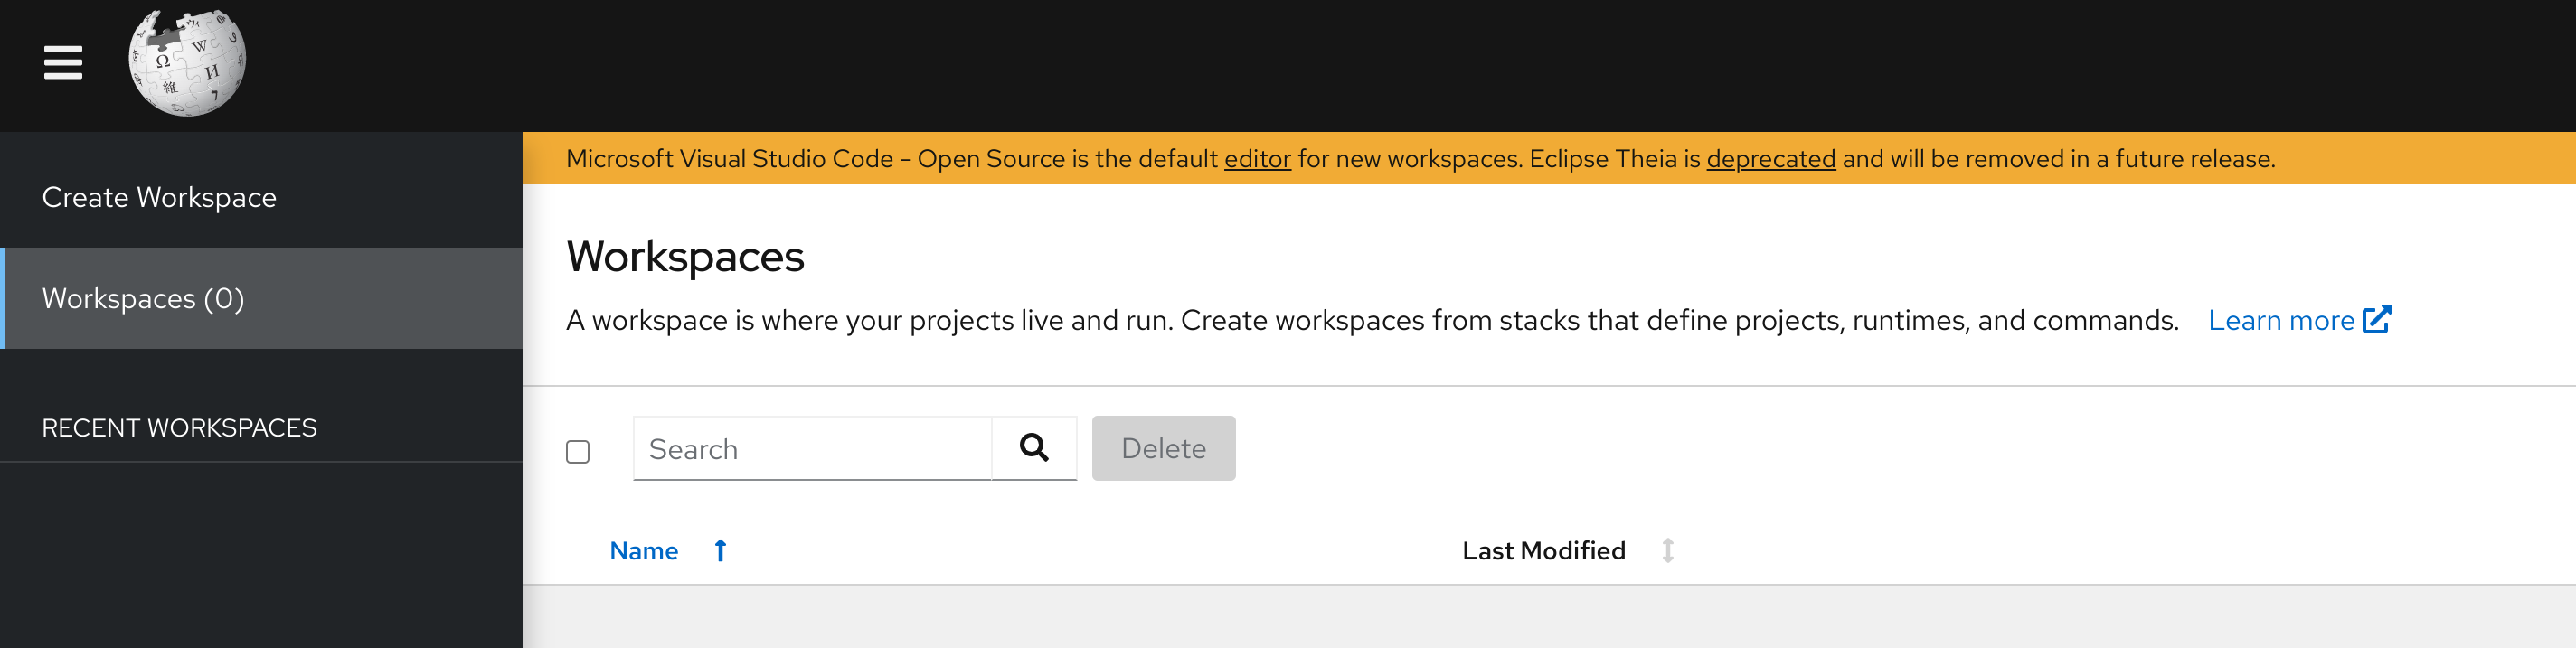 Ω W И 維 7
Microsoft Visual Studio Code - Open Source is the default editor for new workspaces. Eclipse Theia is deprecated and will be removed in a future release.
Create Workspace
Workspaces (0)
RECENT WORKSPACES
Workspaces
A workspace is where your projects live and run. Create workspaces from stacks that define projects, runtimes, and commands. Learn more
Search
Delete
Name
Last Modified